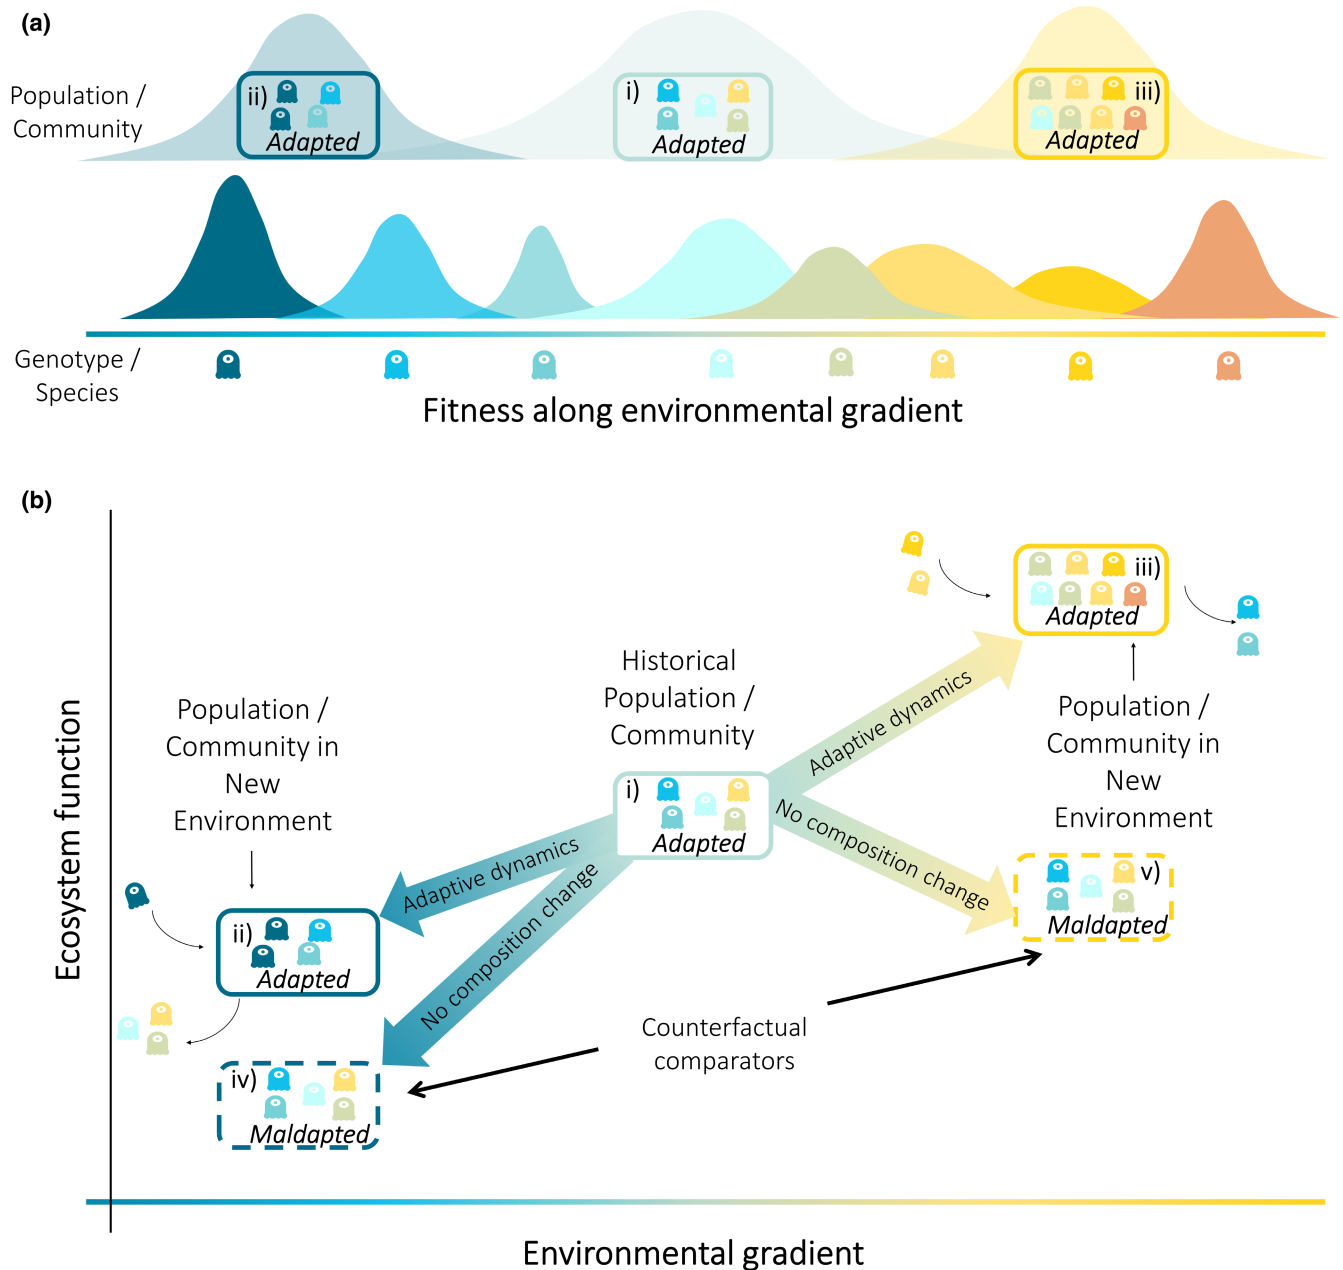 (a)
Population /
Community
ii)
Adapted
i)
Adapted
iii)
Adapted
Genotype /
Species
Fitness along environmental gradient
(b)
Ecosystem function
iii)
Adapted
Historical
Population /
Community
Adaptive dynamics
Population /
Community in
New
Environment
Population /
Community in
New
Environment
i)
Adapted
No composition change
Adaptive dynamics
No composition change
v)
Maldapted
ii)
Adapted
Counterfactual
comparators
iv)
Maldapted
Environmental gradient